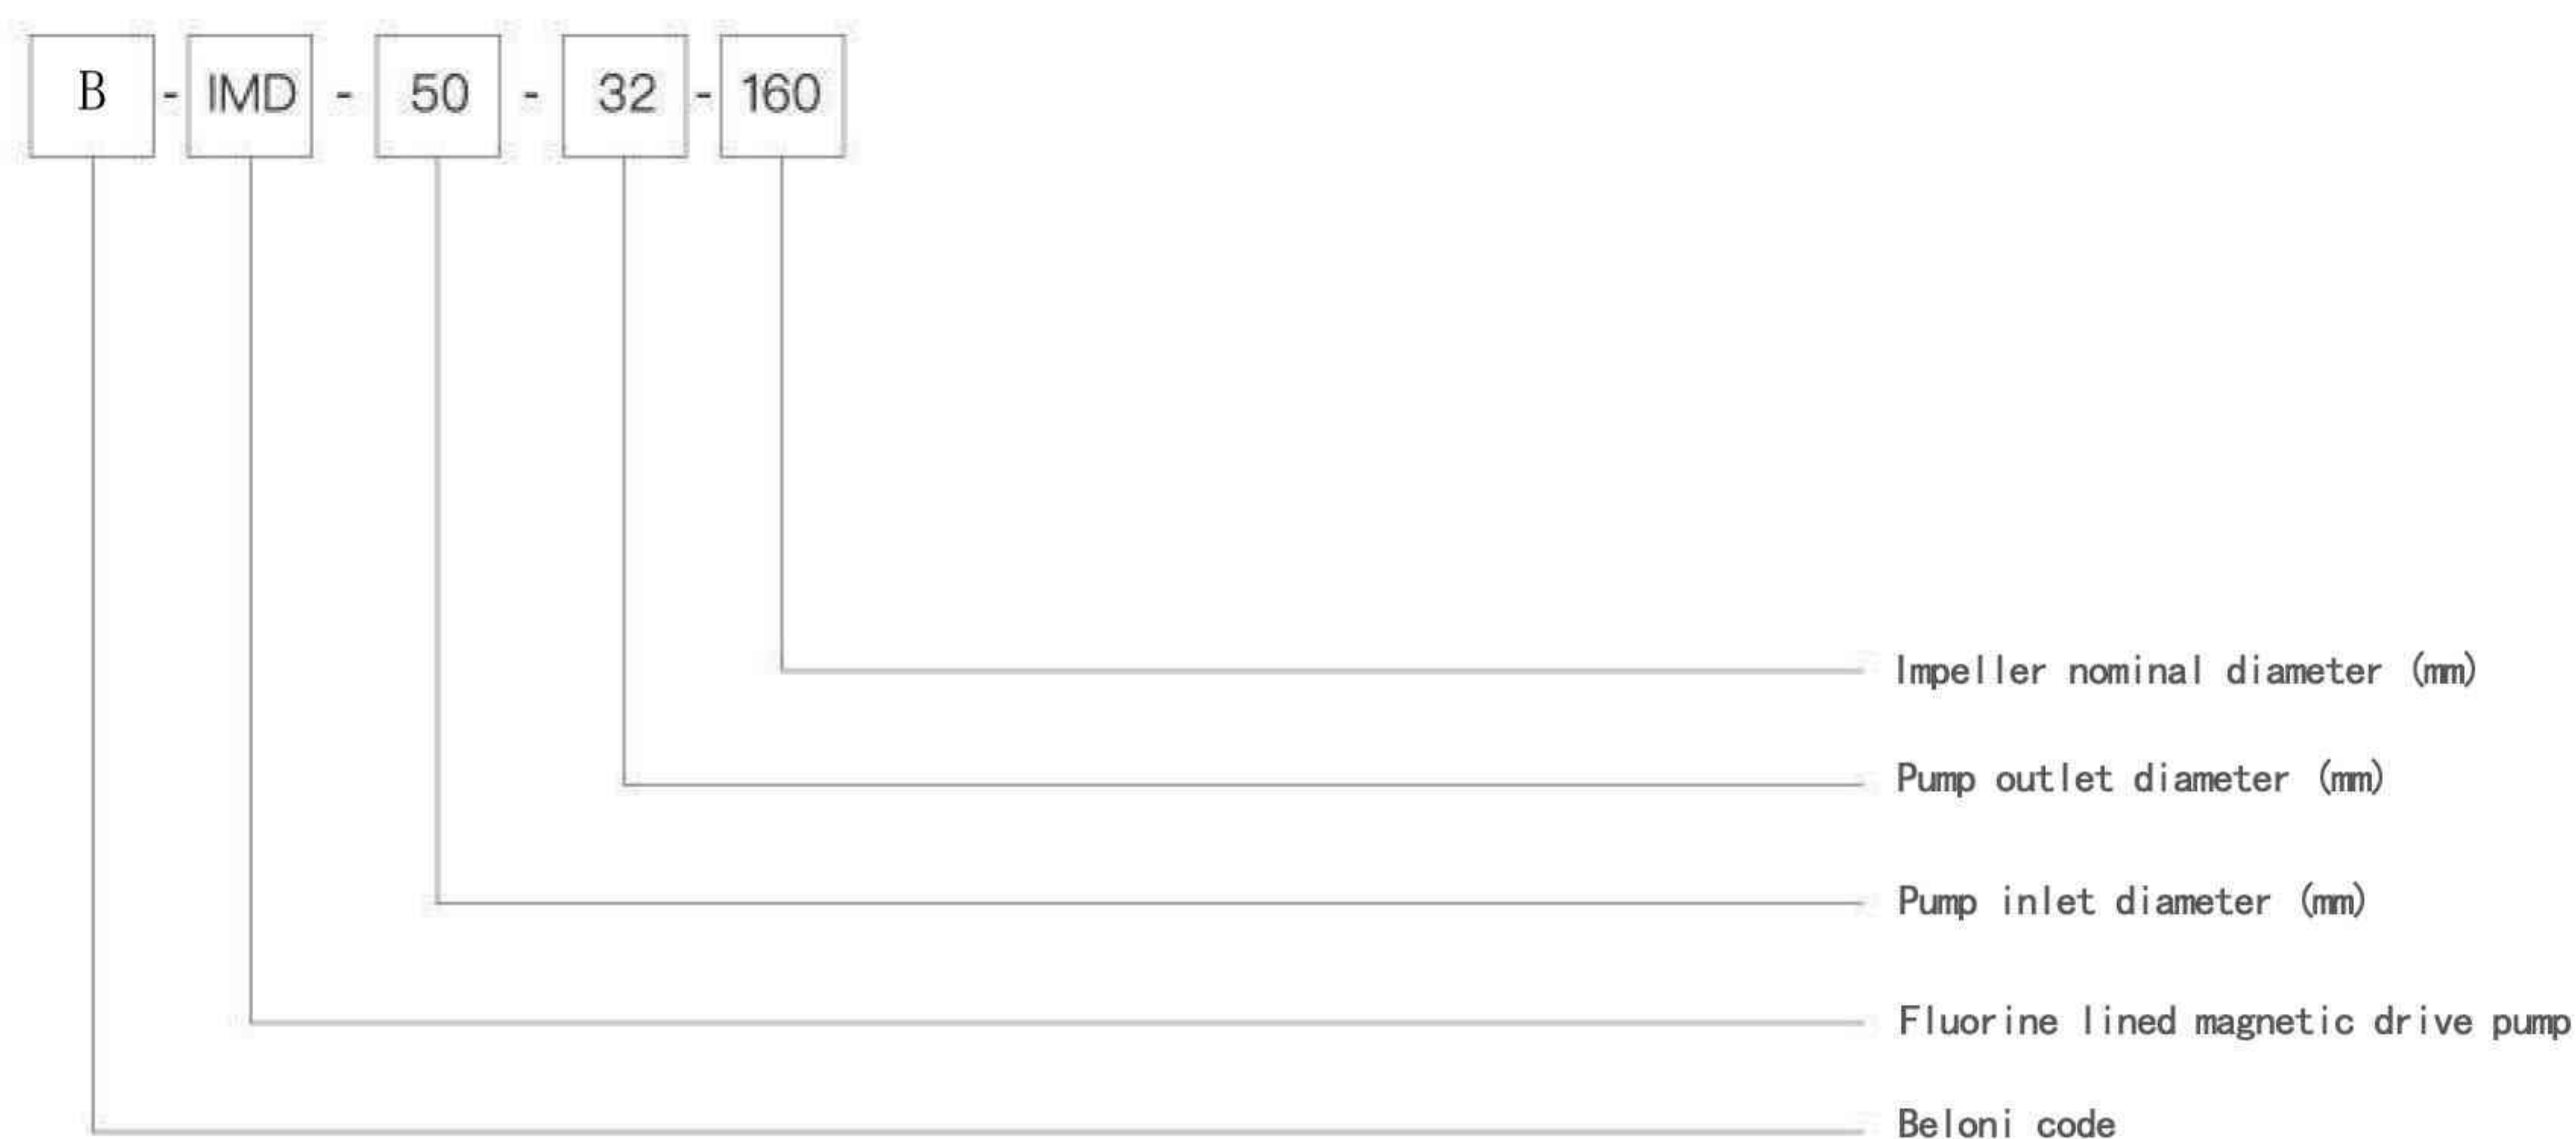 B - IMD - 50 - 32 - 160
Impeller nominal diameter (mm)
Pump outlet diameter (mm)
Pump inlet diameter (mm)
Fluorine lined magnetic drive pump
Beloni code